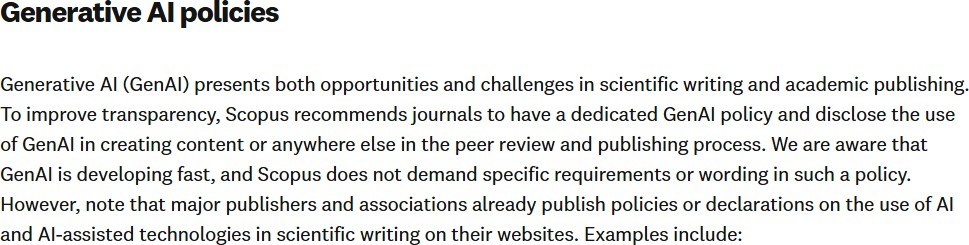 Generative AI policies
Generative AI (GenAI) presents both opportunities and challenges in scientific writing and academic publishing.
To improve transparency, Scopus recommends journals to have a dedicated GenAI policy and disclose the use
of GenAI in creating content or anywhere else in the peer review and publishing process. We are aware that
GenAI is developing fast, and Scopus does not demand specific requirements or wording in such a policy.
However, note that major publishers and associations already publish policies or declarations on the use of AI
and AI-assisted technologies in scientific writing on their websites. Examples include: